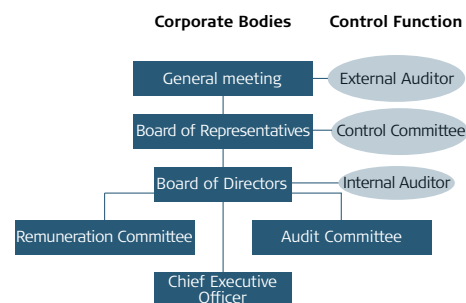 Corporate Bodies Control Function
General meeting External Auditor
Board of Representatives Control Committee
Board of Directors Internal Auditor
Remuneration Committee Audit Committee
Chief Executive
Officer